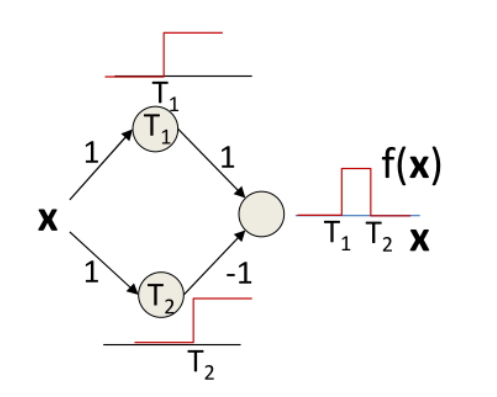 T₁
T₁
1
1
f(x)
x
T₁ T₂ x
1
-1
T₂
T₂